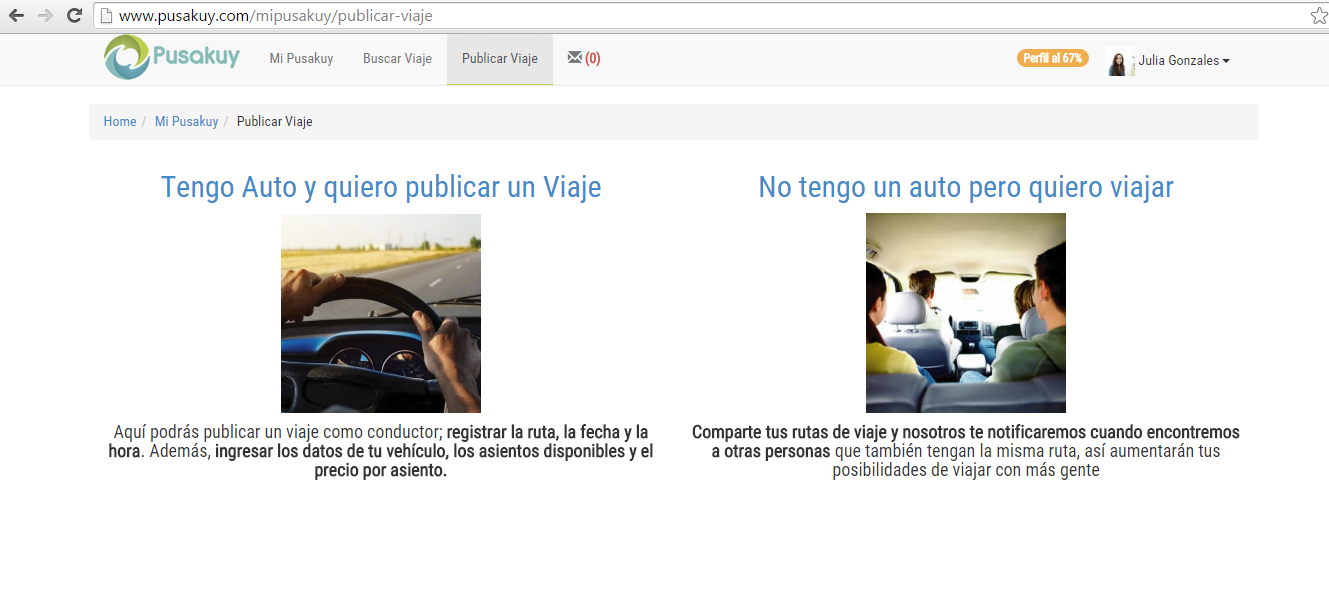 www.pusakuy.com/mipusakuy/publicar-viaje
Pusakuy Mi Pusakuy Buscar Viaje Publicar Viaje (0) Perfil al 67% Julia Gonzales
Home / Mi Pusakuy / Publicar Viaje
Tengo Auto y quiero publicar un Viaje
Aquí podrás publicar un viaje como conductor; registrar la ruta, la fecha y la
hora. Además, ingresar los datos de tu vehículo, los asientos disponibles y el
precio por asiento.
No tengo un auto pero quiero viajar
Comparte tus rutas de viaje y nosotros te notificaremos cuando encontremos
a otras personas que también tengan la misma ruta, así aumentarán tus
posibilidades de viajar con más gente